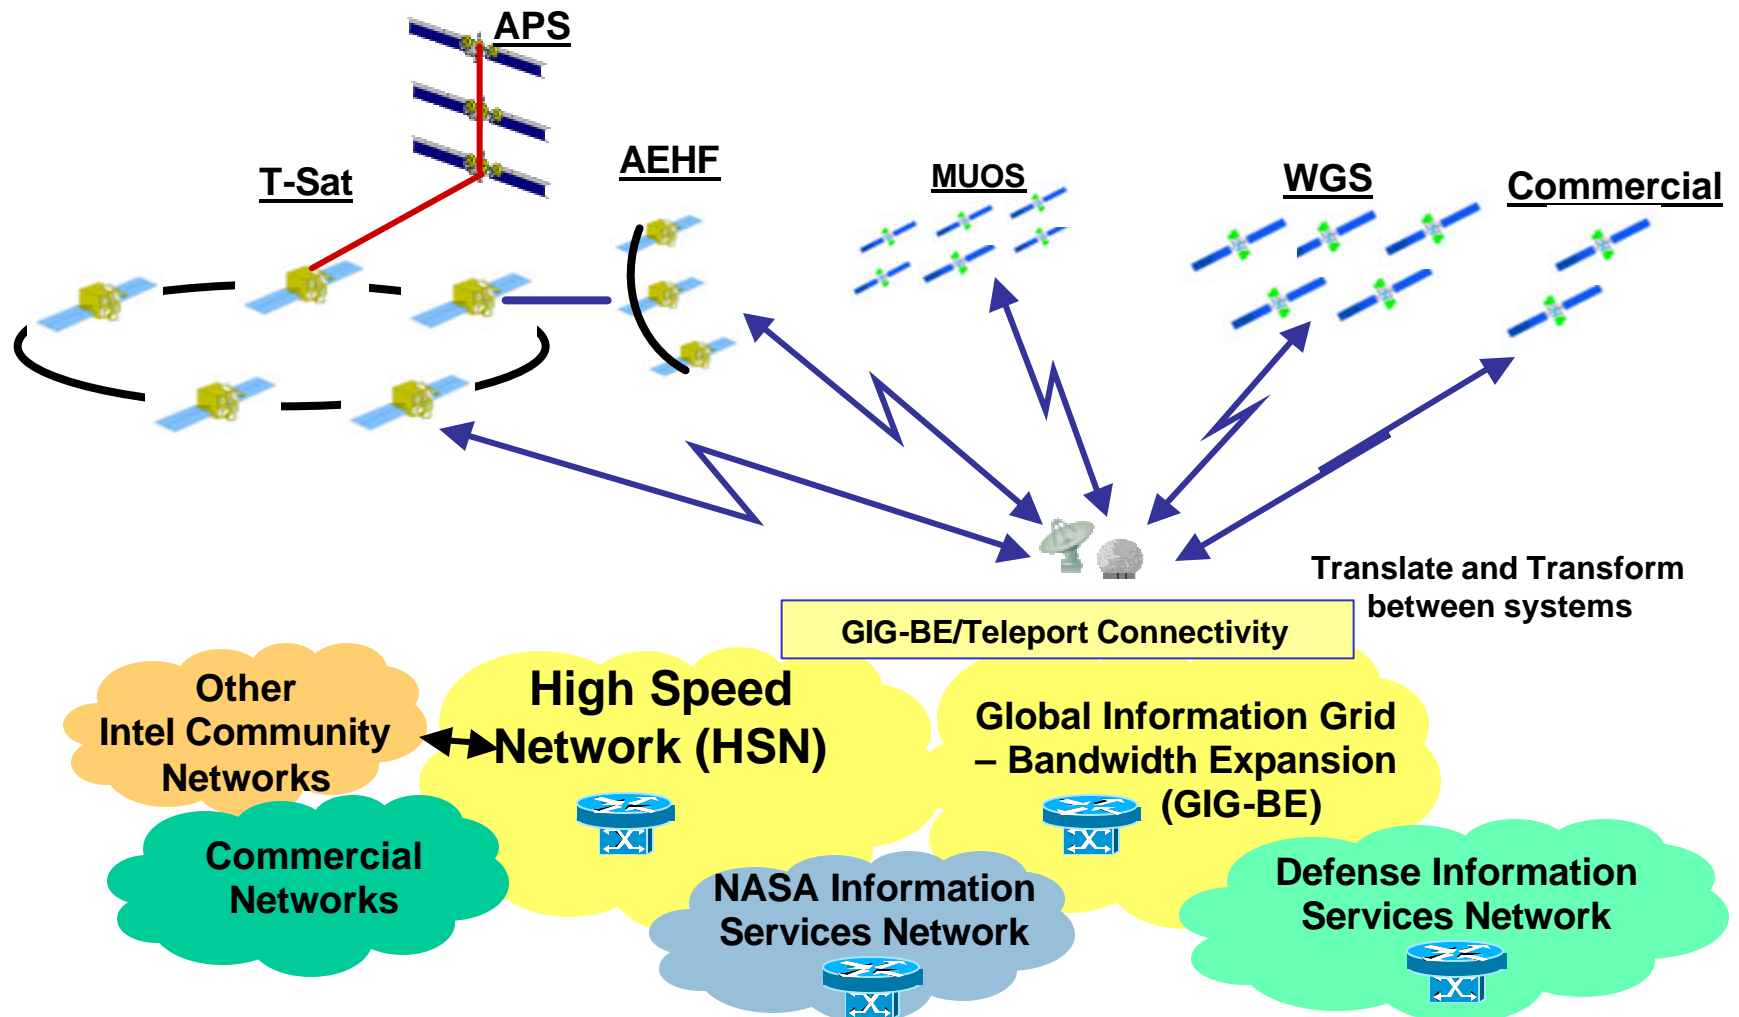 APS
T-Sat
AEHF
MUOS
WGS
Commercial
Translate and Transform
between systems
GIG-BE/Teleport Connectivity
Other
Intel Community
Networks
High Speed
Network (HSN)
Global Information Grid
– Bandwidth Expansion
(GIG-BE)
Commercial
Networks
NASA Information
Services Network
Defense Information
Services Network